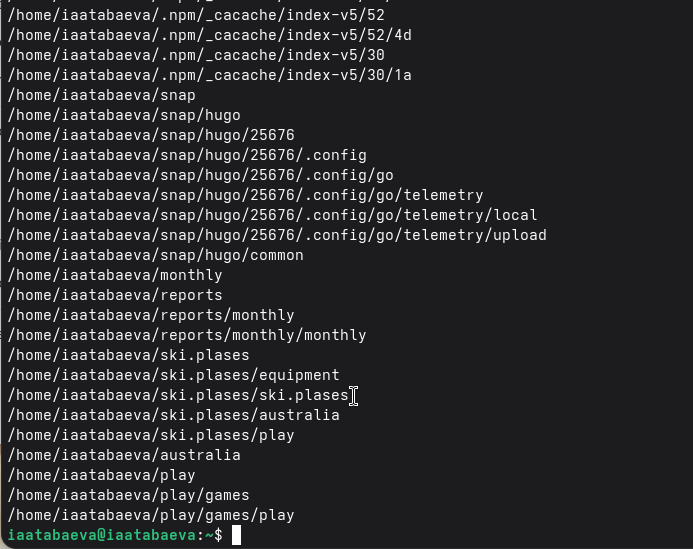 /home/iaatabaeva/.npm/_cacache/index-v5/52
/home/iaatabaeva/.npm/_cacache/index-v5/52/4d
/home/iaatabaeva/.npm/_cacache/index-v5/30
/home/iaatabaeva/.npm/_cacache/index-v5/30/1a
/home/iaatabaeva/snap
/home/iaatabaeva/snap/hugo
/home/iaatabaeva/snap/hugo/25676
/home/iaatabaeva/snap/hugo/25676/.config
/home/iaatabaeva/snap/hugo/25676/.config/go
/home/iaatabaeva/snap/hugo/25676/.config/go/telemetry
/home/iaatabaeva/snap/hugo/25676/.config/go/telemetry/local
/home/iaatabaeva/snap/hugo/25676/.config/go/telemetry/upload
/home/iaatabaeva/snap/hugo/common
/home/iaatabaeva/monthly
/home/iaatabaeva/reports
/home/iaatabaeva/reports/monthly
/home/iaatabaeva/reports/monthly/monthly
/home/iaatabaeva/ski.plases
/home/iaatabaeva/ski.plases/equipment
/home/iaatabaeva/ski.plases/ski.plases
/home/iaatabaeva/ski.plases/australia
/home/iaatabaeva/ski.plases/play
/home/iaatabaeva/australia
/home/iaatabaeva/play
/home/iaatabaeva/play/games
/home/iaatabaeva/play/games/play
iaatabaeva@iaatabaeva:~$